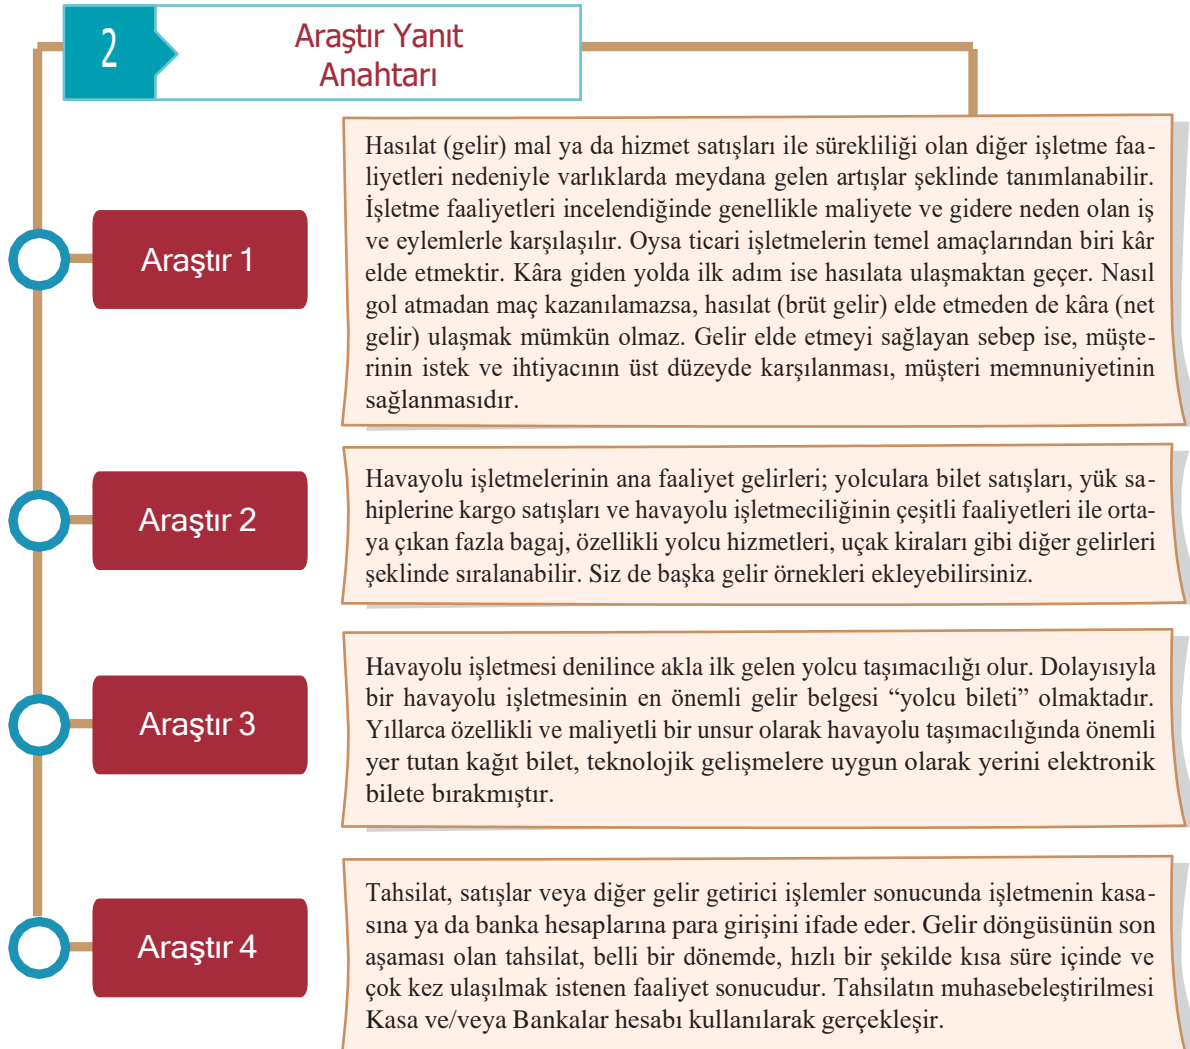 2
Araştır Yanıt
Anahtarı
Araştır 1
Hasılat (gelir) mal ya da hizmet satışları ile sürekliliği olan diğer işletme faa-
liyetleri nedeniyle varlıklarda meydana gelen artışlar şeklinde tanımlanabilir.
İşletme faaliyetleri incelendiğinde genellikle maliyete ve gidere neden olan iş
ve eylemlerle karşılaşılır. Oysa ticari işletmelerin temel amaçlarından biri kâr
elde etmektir. Kâra giden yolda ilk adım ise hasılata ulaşmaktan geçer. Nasıl
gol atmadan maç kazanılamazsa, hasılat (brüt gelir) elde etmeden de kâra (net
gelir) ulaşmak mümkün olmaz. Gelir elde etmeyi sağlayan sebep ise, müşte-
rinin istek ve ihtiyacının üst düzeyde karşılanması, müşteri memnuniyetinin
sağlanmasıdır.
Araştır 2
Havayolu işletmelerinin ana faaliyet gelirleri; yolculara bilet satışları, yük sa-
hiplerine kargo satışları ve havayolu işletmeciliğinin çeşitli faaliyetleri ile orta-
ya çıkan fazla bagaj, özellikli yolcu hizmetleri, uçak kiraları gibi diğer gelirleri
şeklinde sıralanabilir. Siz de başka gelir örnekleri ekleyebilirsiniz.
Araştır 3
Havayolu işletmesi denilince akla ilk gelen yolcu taşımacılığı olur. Dolayısıyla
bir havayolu işletmesinin en önemli gelir belgesi “yolcu bileti” olmaktadır.
Yıllarca özellikli ve maliyetli bir unsur olarak havayolu taşımacılığında önemli
yer tutan kağıt bilet, teknolojik gelişmelere uygun olarak yerini elektronik
bilete bırakmıştır.
Araştır 4
Tahsilat, satışlar veya diğer gelir getirici işlemler sonucunda işletmenin kasa-
sına ya da banka hesaplarına para girişini ifade eder. Gelir döngüsünün son
aşaması olan tahsilat, belli bir dönemde, hızlı bir şekilde kısa süre içinde ve
çok kez ulaşılmak istenen faaliyet sonucudur. Tahsilatın muhasebeleştirilmesi
Kasa ve/veya Bankalar hesabı kullanılarak gerçekleşir.